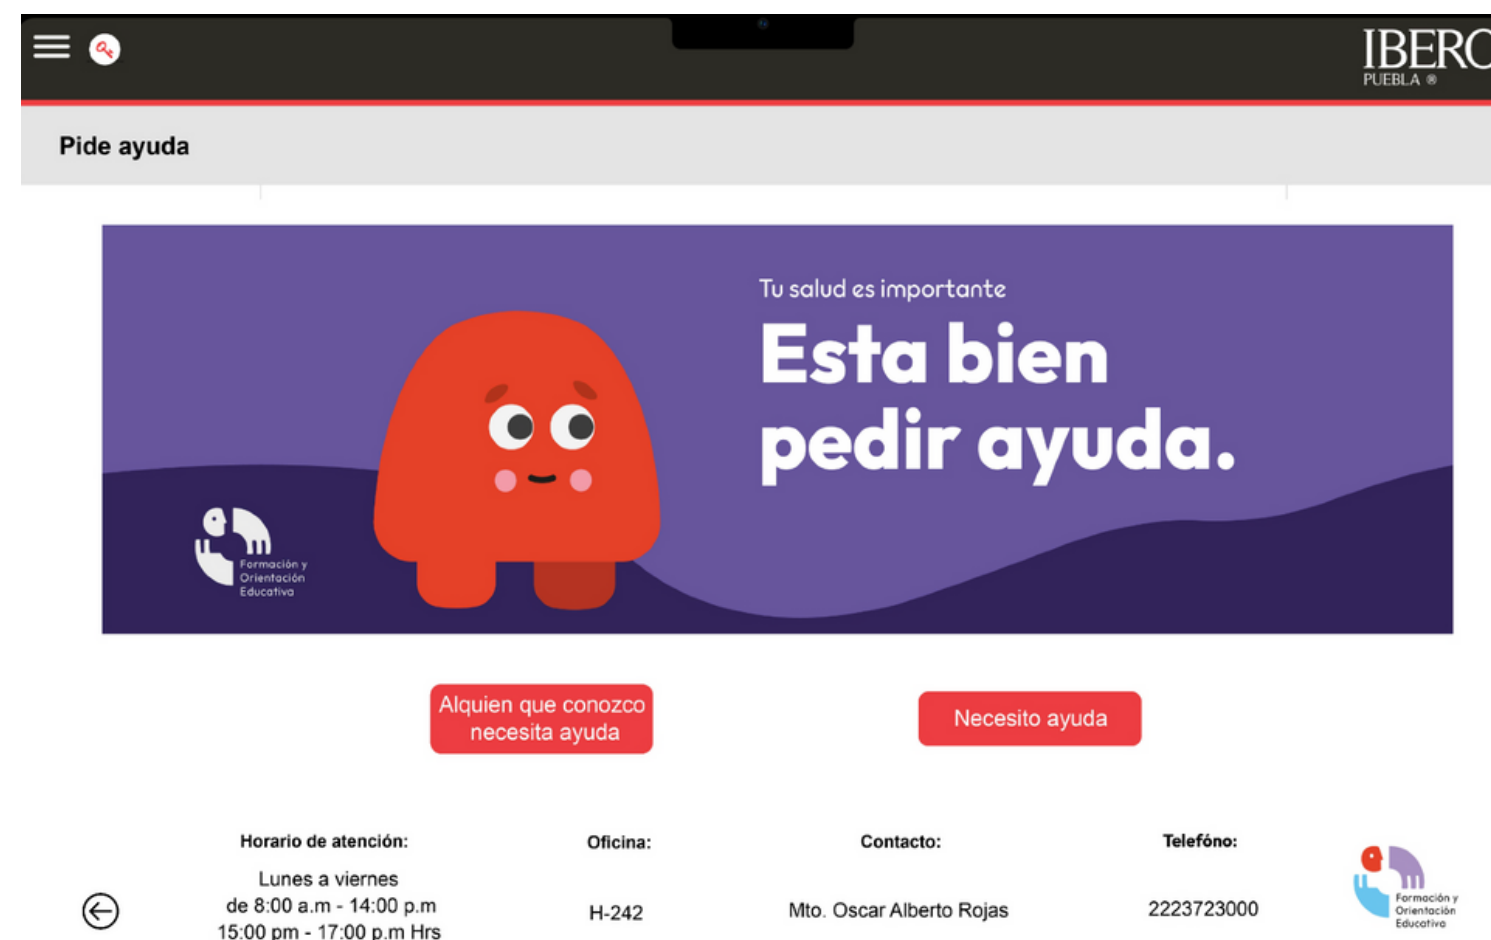 IBERO
PUEBLA ®
Pide ayuda
Tu salud es importante
Esta bien
pedir ayuda.
Formación y
Orientación
Educativa
Alquien que conozco
necesita ayuda
Necesito ayuda
Horario de atención:
Lunes a viernes
de 8:00 a.m - 14:00 p.m
15:00 pm - 17:00 p.m Hrs
Oficina:
H-242
Contacto:
Mto. Oscar Alberto Rojas
Telefóno:
2223723000
Formación y
Orientación
Educativa